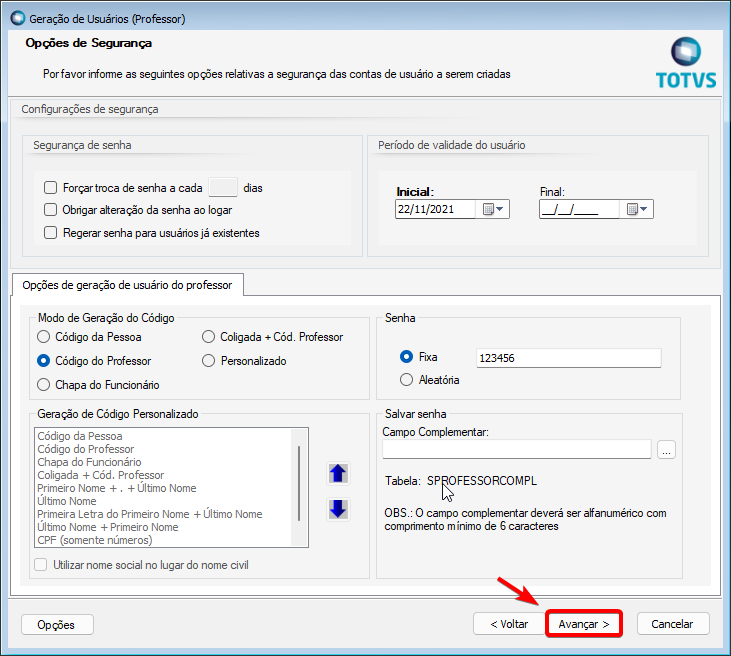 Geração de Usuários (Professor)
Opções de Segurança
Por favor informe as seguintes opções relativas a segurança das contas de usuário a serem criadas
TOTVS
Configurações de segurança
Segurança de senha
Forçar troca de senha a cada dias
Obrigar alteração da senha ao logar
Regerar senha para usuários já existentes
Período de validade do usuário
Inicial: Final:
22/11/2021 __/__/____
Opções de geração de usuário do professor
Modo de Geração do Código
Código da Pessoa Coligada + Cód. Professor
Código do Professor Personalizado
Chapa do Funcionário
Senha
Fixa 123456
Aleatória
Geração de Código Personalizado
Código da Pessoa
Código do Professor
Chapa do Funcionário
Coligada + Cód. Professor
Primeiro Nome + . + Último Nome
Último Nome
Primeira Letra do Primeiro Nome + Último Nome
Último Nome + Primeiro Nome
CPF (somente números)
Utilizar nome social no lugar do nome civil
Salvar senha
Campo Complementar:
...
Tabela: SPROFESSORCOMPL
OBS.: O campo complementar deverá ser alfanumérico com
comprimento mínimo de 6 caracteres
Opções < Voltar Avançar > Cancelar